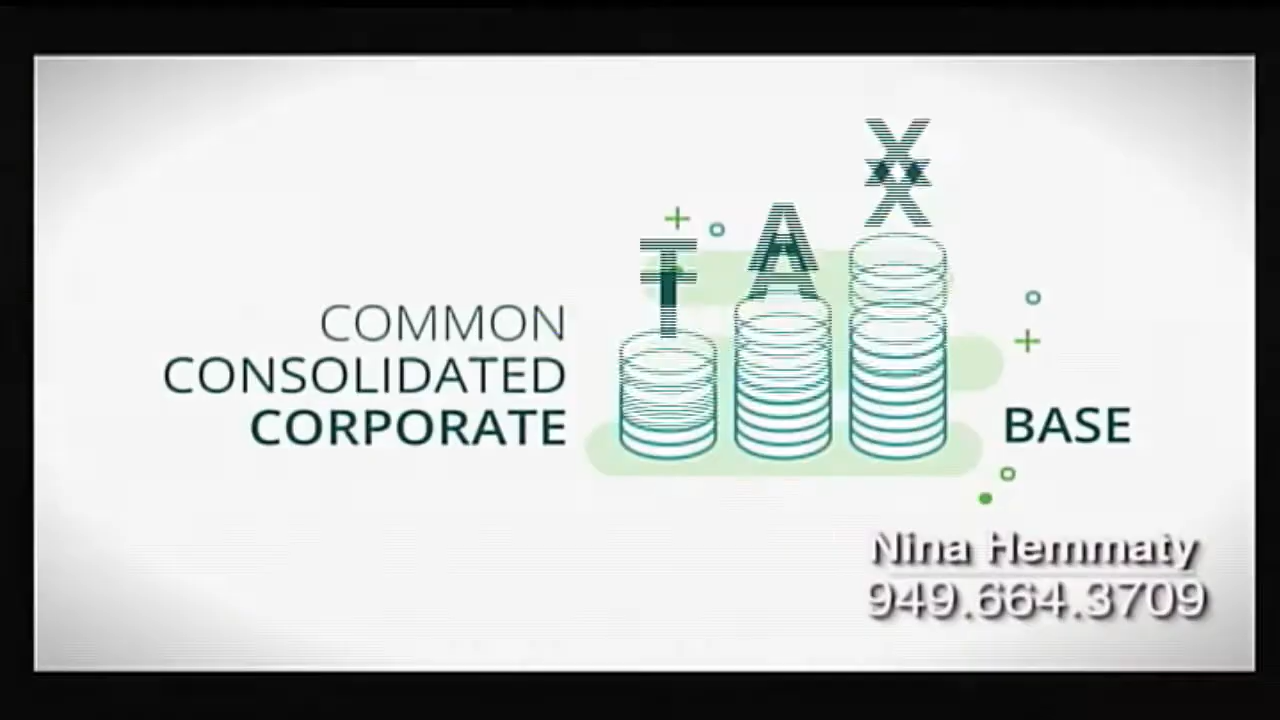 COMMON
CONSOLIDATED
CORPORATE
TAX
BASE
Nina Hemmaty
949.664.3709